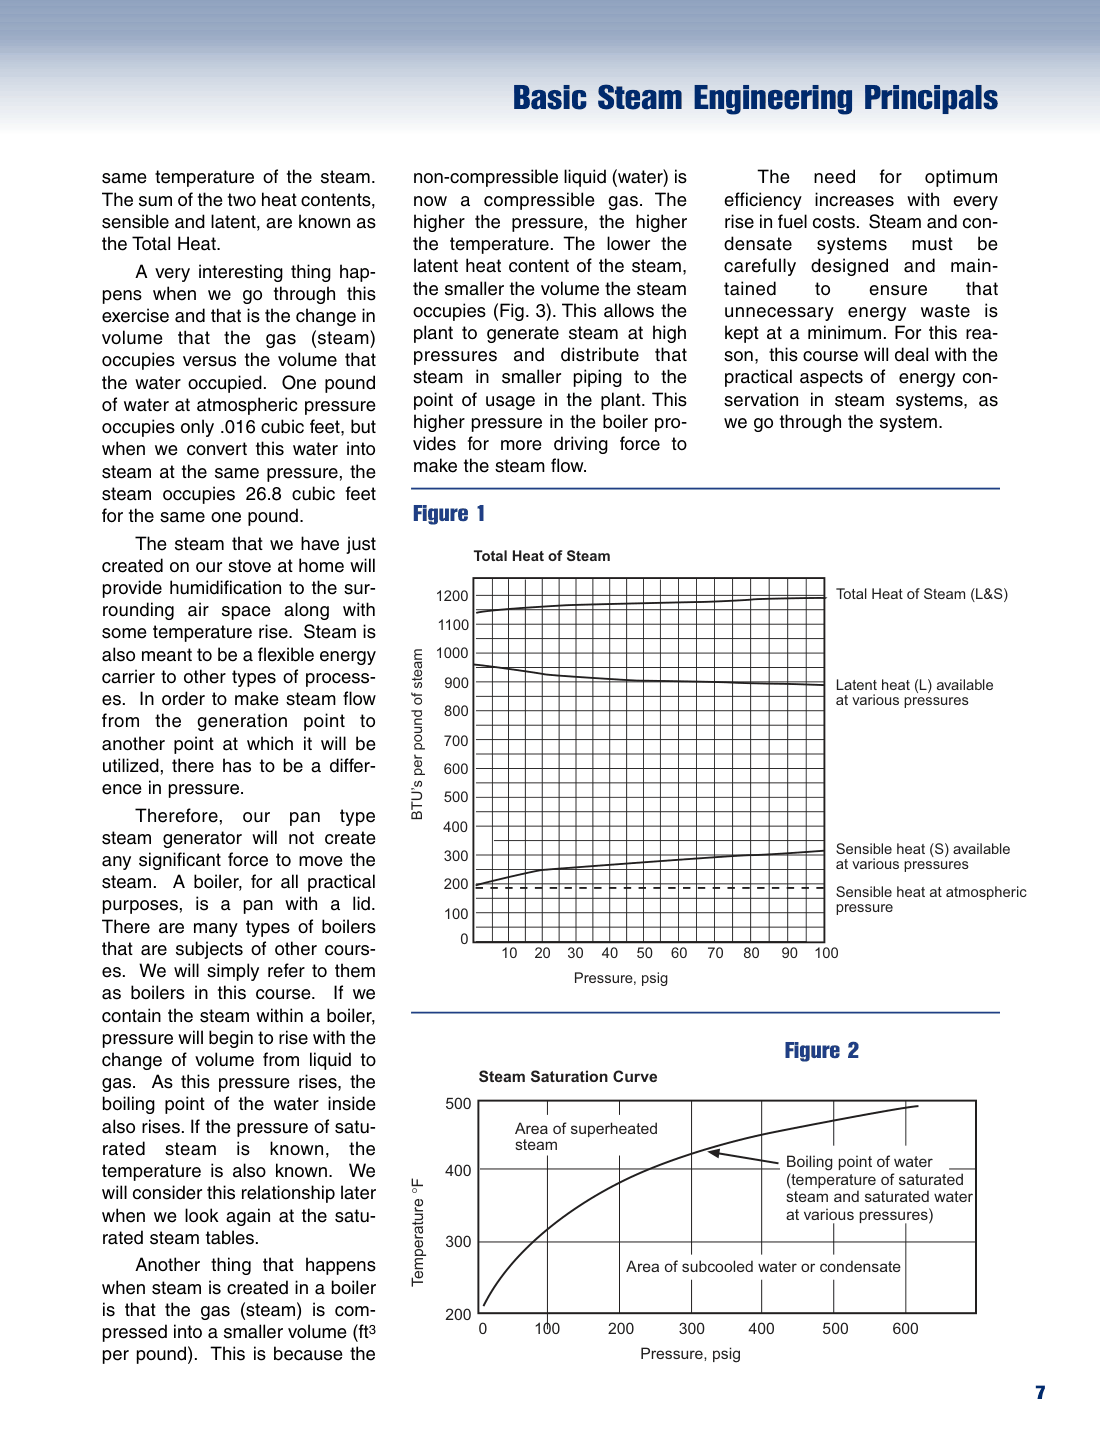 Basic Steam Engineering Principals
same temperature of the steam.
The sum of the two heat contents,
sensible and latent, are known as
the Total Heat.
A very interesting thing hap-
pens when we go through this
exercise and that is the change in
volume that the gas (steam)
occupies versus the volume that
the water occupied. One pound
of water at atmospheric pressure
occupies only .016 cubic feet, but
when we convert this water into
steam at the same pressure, the
steam occupies 26.8 cubic feet
for the same one pound.
The steam that we have just
created on our stove at home will
provide humidification to the sur-
rounding air space along with
some temperature rise. Steam is
also meant to be a flexible energy
carrier to other types of process-
es. In order to make steam flow
from the generation point to
another point at which it will be
utilized, there has to be a differ-
ence in pressure.
Therefore, our pan type
steam generator will not create
any significant force to move the
steam. A boiler, for all practical
purposes, is a pan with a lid.
There are many types of boilers
that are subjects of other cours-
es. We will simply refer to them
as boilers in this course. If we
contain the steam within a boiler,
pressure will begin to rise with the
change of volume from liquid to
gas. As this pressure rises, the
boiling point of the water inside
also rises. If the pressure of satu-
rated steam is known, the
temperature is also known. We
will consider this relationship later
when we look again at the satu-
rated steam tables.
Another thing that happens
when steam is created in a boiler
is that the gas (steam) is com-
pressed into a smaller volume (ft3
per pound). This is because the
non-compressible liquid (water) is
now a compressible gas. The
higher the pressure, the higher
the temperature. The lower the
latent heat content of the steam,
the smaller the volume the steam
occupies (Fig. 3). This allows the
plant to generate steam at high
pressures and distribute that
steam in smaller piping to the
point of usage in the plant. This
higher pressure in the boiler pro-
vides for more driving force to
make the steam flow.
The need for optimum
efficiency increases with every
rise in fuel costs. Steam and con-
densate systems must be
carefully designed and main-
tained to ensure that
unnecessary energy waste is
kept at a minimum. For this rea-
son, this course will deal with the
practical aspects of energy con-
servation in steam systems, as
we go through the system.
Figure 1
Total Heat of Steam
BTU's per pound of steam
1200
1100
1000
900
800
700
600
500
400
300
200
100
0
10 20 30 40 50 60 70 80 90 100
Pressure, psig
Total Heat of Steam (L&S)
Latent heat (L) available
at various pressures
Sensible heat (S) available
at various pressures
Sensible heat at atmospheric
pressure
Figure 2
Steam Saturation Curve
Temperature °F
500
400
300
200
0 100 200 300 400 500 600
Pressure, psig
Area of superheated
steam
Boiling point of water
(temperature of saturated
steam and saturated water
at various pressures)
Area of subcooled water or condensate
7